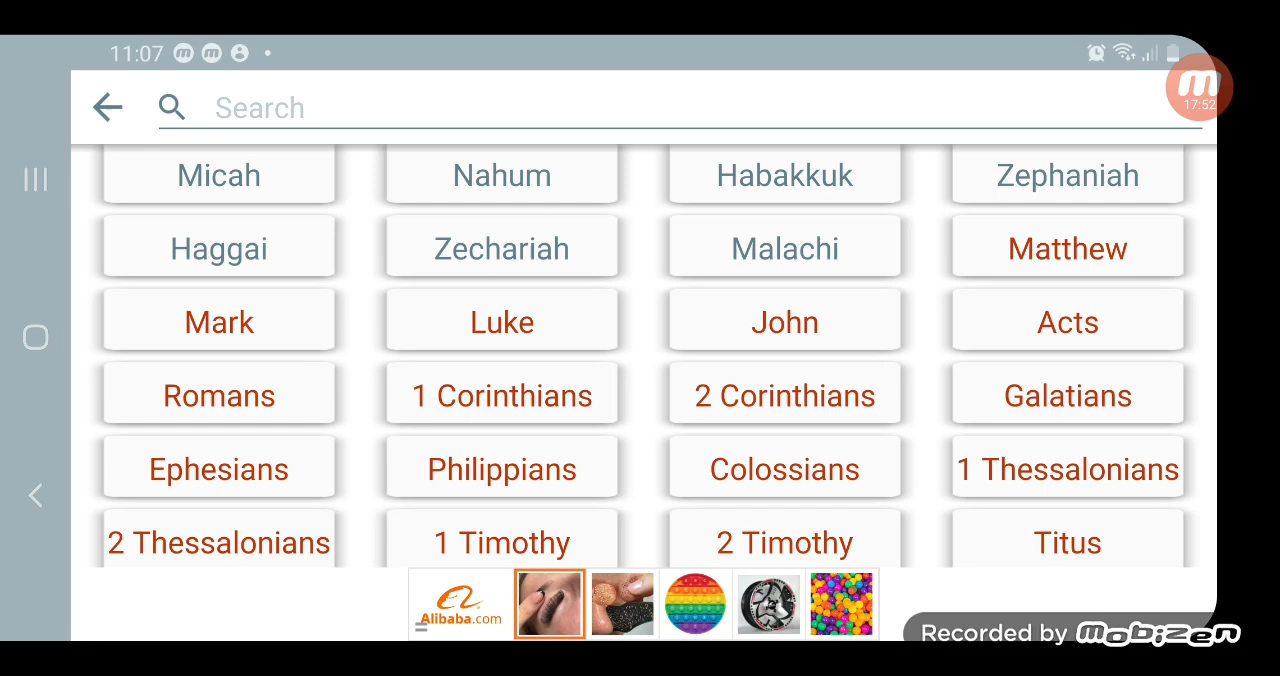 11:07
17:52
Search
Micah Nahum Habakkuk Zephaniah
Haggai Zechariah Malachi Matthew
Mark Luke John Acts
Romans 1 Corinthians 2 Corinthians Galatians
Ephesians Philippians Colossians 1 Thessalonians
2 Thessalonians 1 Timothy 2 Timothy Titus
Alibaba.com
Recorded by mobizen